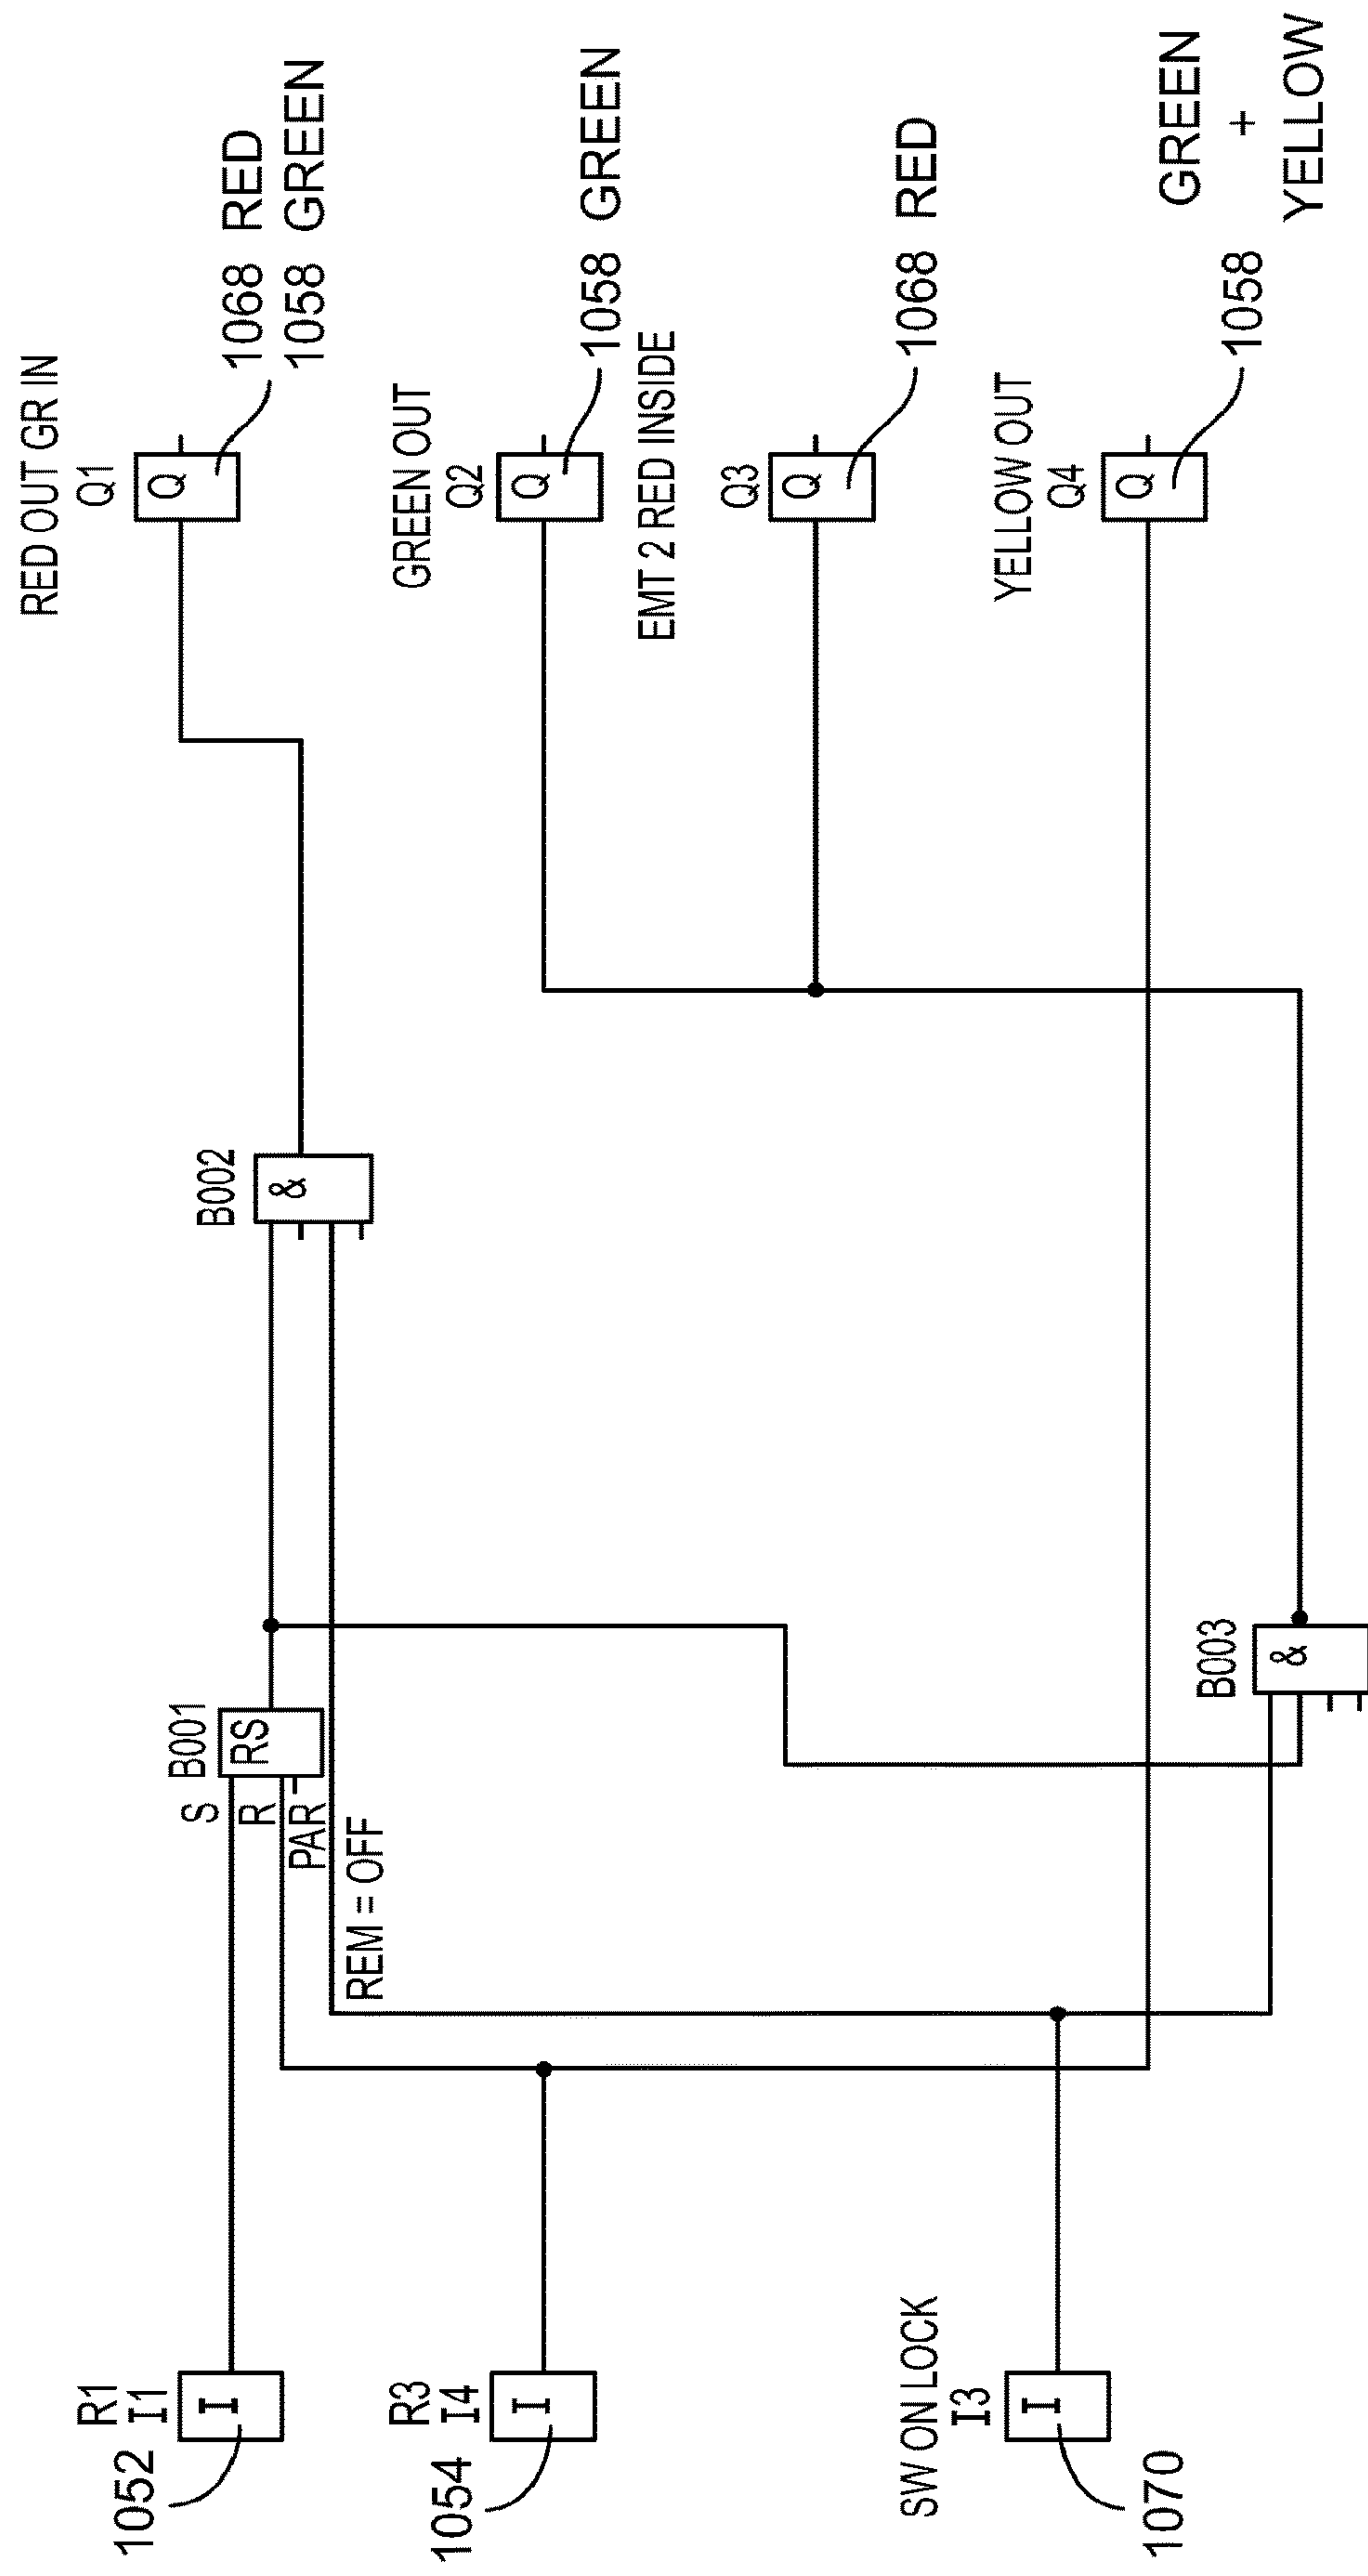 RED OUT GR IN
Q1
Q
1068 RED
1058 GREEN
GREEN OUT
Q2
Q
1058 GREEN
EMT 2 RED INSIDE
Q3
Q
1068 RED
YELLOW OUT
Q4
Q
1058
GREEN
+
YELLOW
B002
&
B001
RS
S
R
PAR
REM = OFF
B003
&
R1
I1
I
1052
R3
I4
I
1054
SW ON LOCK
I3
I
1070